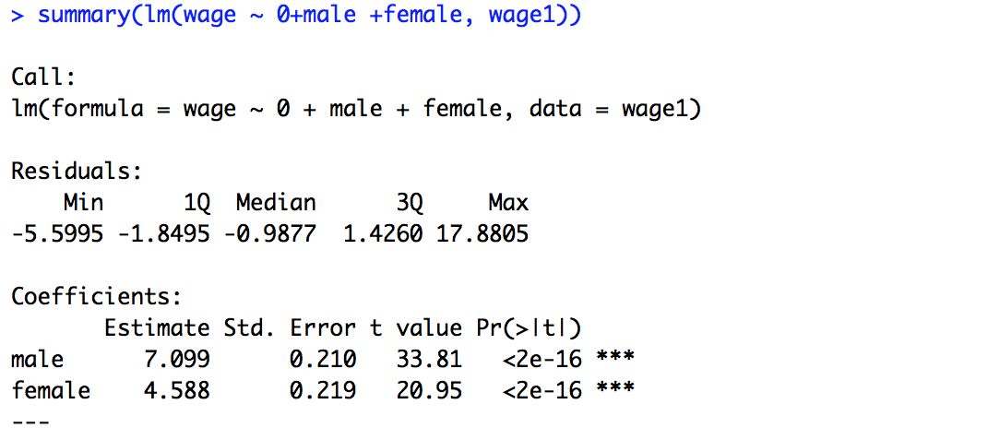 > summary(lm(wage ~ 0+male +female, wage1))
Call:
lm(formula = wage ~ 0 + male + female, data = wage1)
Residuals:
    Min      1Q  Median      3Q     Max
-5.5995 -1.8495 -0.9877  1.4260 17.8805
Coefficients:
       Estimate Std. Error t value Pr(>|t|)
male      7.099      0.210   33.81   <2e-16 ***
female    4.588      0.219   20.95   <2e-16 ***
---